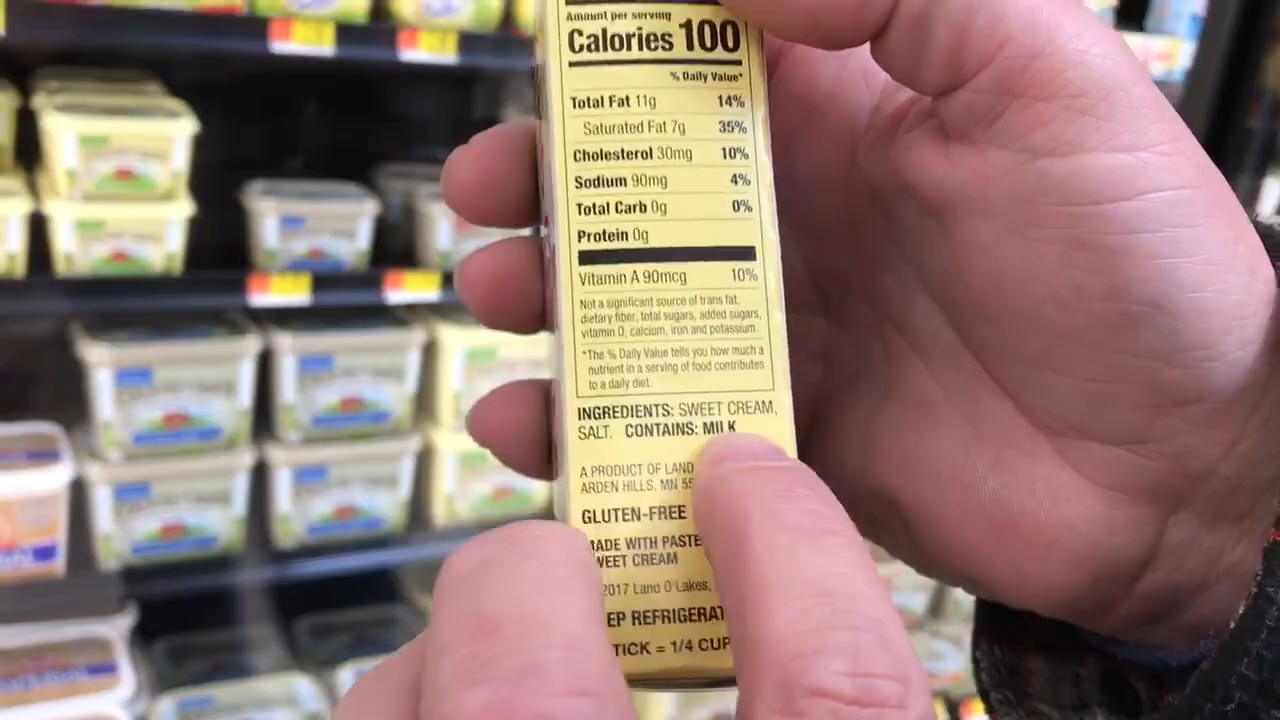 Amount per serving
Calories 100
% Daily Value*
Total Fat 11g 14%
Saturated Fat 7g 35%
Cholesterol 30mg 10%
Sodium 90mg 4%
Total Carb 0g 0%
Protein 0g
Vitamin A 90mcg 10%
Not a significant source of trans fat,
dietary fiber, total sugars, added sugars,
vitamin D, calcium, iron and potassium.
*The % Daily Value tells you how much a
nutrient in a serving of food contributes
to a daily diet.
INGREDIENTS: SWEET CREAM,
SALT. CONTAINS: MILK
A PRODUCT OF LAND
ARDEN HILLS, MN 55
GLUTEN-FREE
MADE WITH PASTE
WEET CREAM
2017 Land O'Lakes,
EP REFRIGERAT
TICK = 1/4 CUP